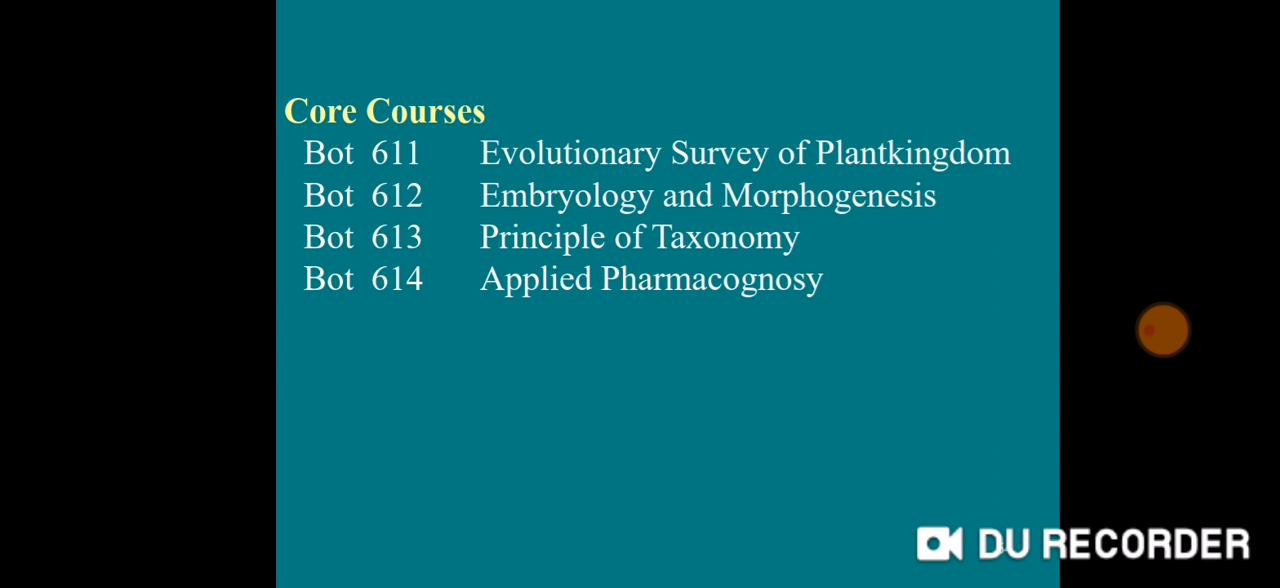 Core Courses
Bot 611 Evolutionary Survey of Plantkingdom
Bot 612 Embryology and Morphogenesis
Bot 613 Principle of Taxonomy
Bot 614 Applied Pharmacognosy
DU RECORDER